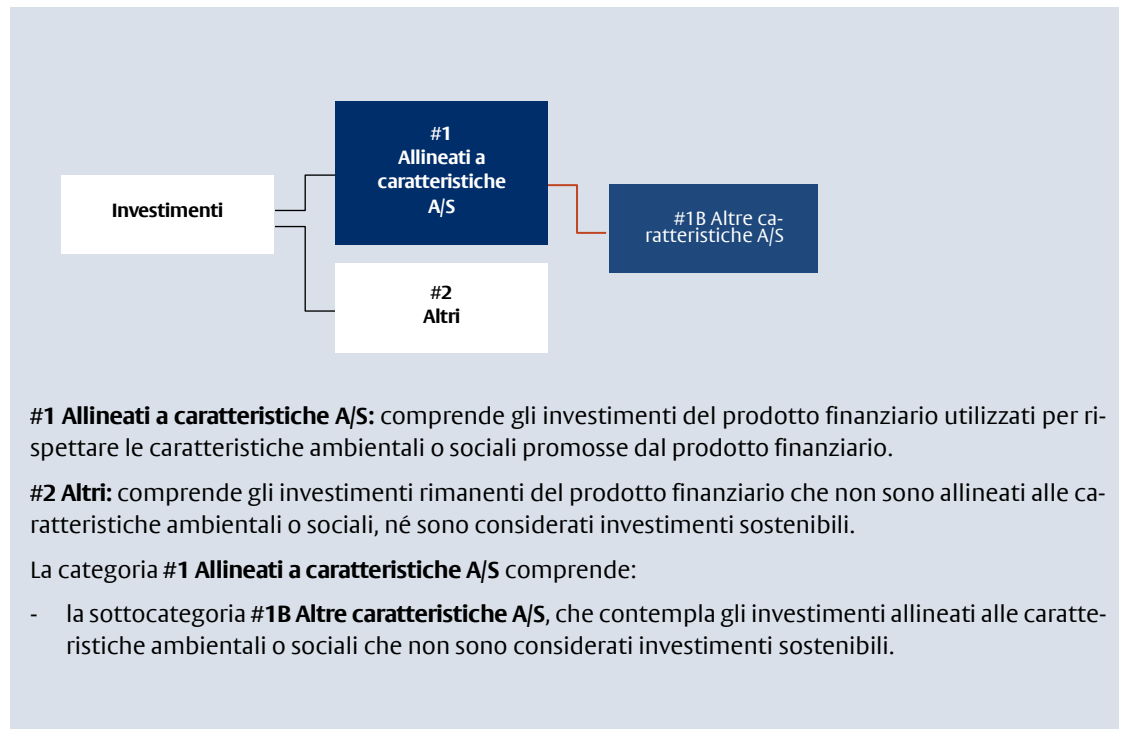 #1
Allineati a
caratteristiche
A/S
Investimenti
#1B Altre ca-
ratteristiche A/S
#2
Altri
#1 Allineati a caratteristiche A/S: comprende gli investimenti del prodotto finanziario utilizzati per ri-
spettare le caratteristiche ambientali o sociali promosse dal prodotto finanziario.
#2 Altri: comprende gli investimenti rimanenti del prodotto finanziario che non sono allineati alle ca-
ratteristiche ambientali o sociali, né sono considerati investimenti sostenibili.
La categoria #1 Allineati a caratteristiche A/S comprende:
- la sottocategoria #1B Altre caratteristiche A/S, che contempla gli investimenti allineati alle caratte-
ristiche ambientali o sociali che non sono considerati investimenti sostenibili.